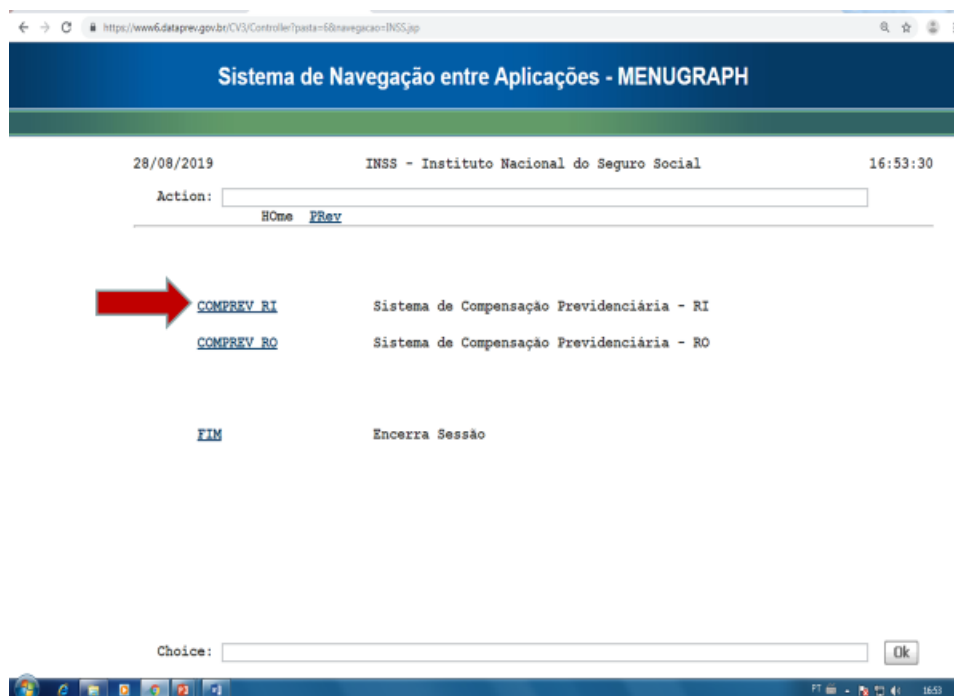 https://www6.dataprev.gov.br/CV3/Controller?pasta=6&navegacao=INSS.jsp
Sistema de Navegação entre Aplicações - MENUGRAPH
28/08/2019 INSS - Instituto Nacional do Seguro Social 16:53:30
Action:
HOme PRev
COMPREV RI Sistema de Compensação Previdenciária - RI
COMPREV RO Sistema de Compensação Previdenciária - RO
FIM Encerra Sessão
Choice: Ok
PT 16:53